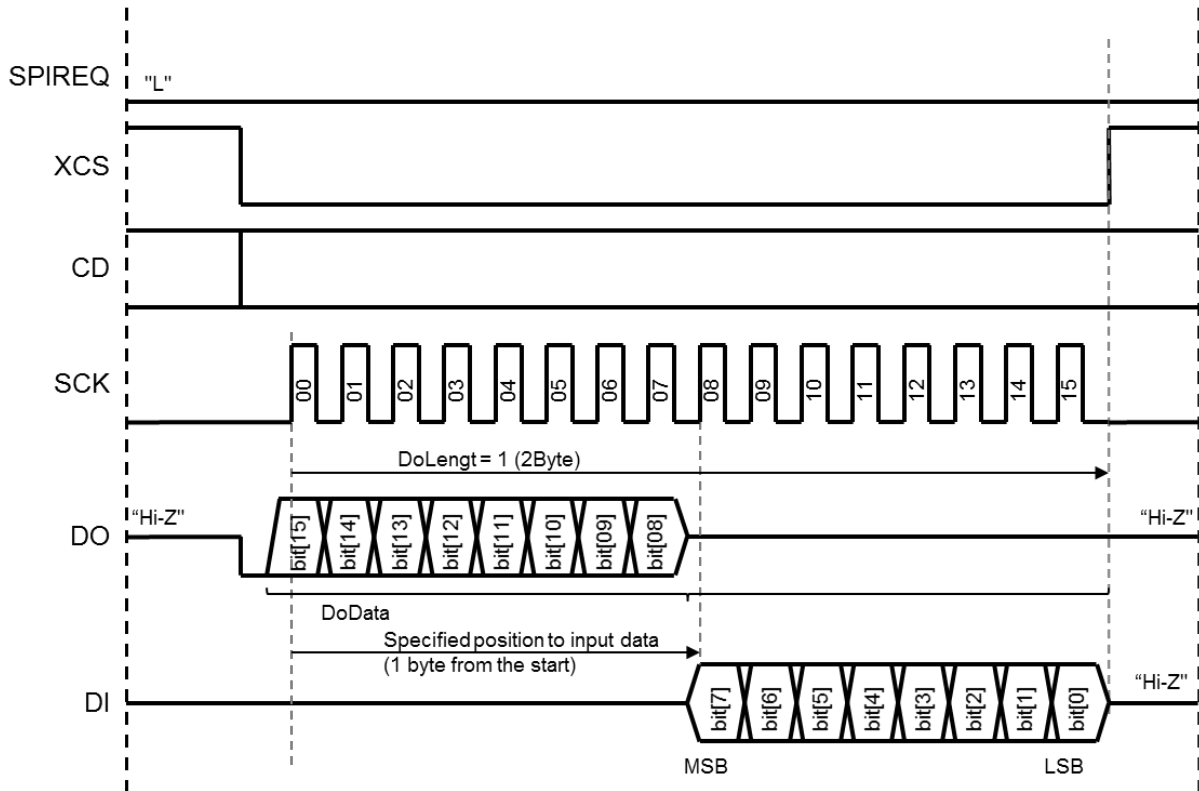 SPIREQ
"L"
XCS
CD
SCK
00 01 02 03 04 05 06 07 08 09 10 11 12 13 14 15
DoLengt = 1 (2Byte)
DO
“Hi-Z"
bit[15] bit[14] bit[13] bit[12] bit[11] bit[10] bit[09] bit[08]
“Hi-Z"
DoData
Specified position to input data
(1 byte from the start)
DI
bit[7] bit[6] bit[5] bit[4] bit[3] bit[2] bit[1] bit[0]
“Hi-Z"
MSB
LSB